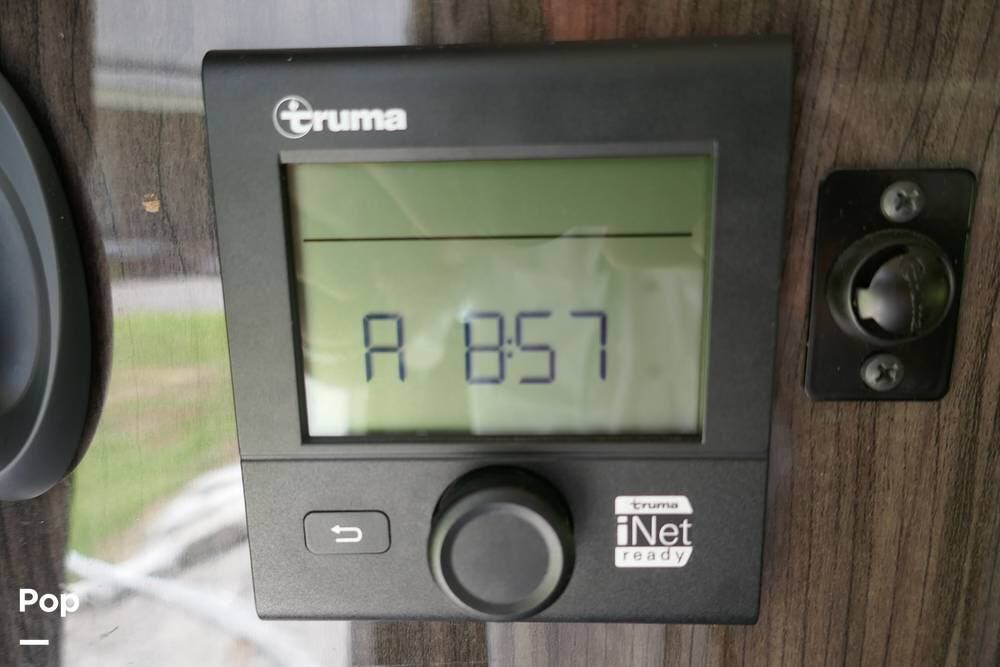 truma
A 8:57
truma
iNet
ready
Pop